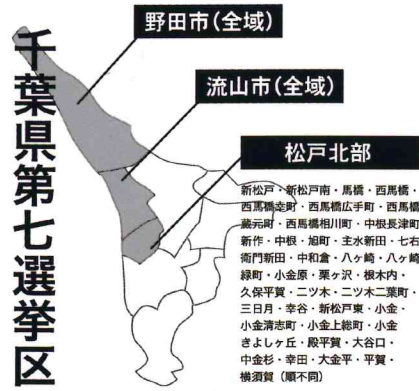 千葉県第七選挙区
野田市(全域)
流山市(全域)
松戸北部
新松戸・新松戸南・馬橋・西馬橋・
西馬橋幸町・西馬橋広手町・西馬橋
蔵元町・西馬橋相川町・中根長津町
新作・中根・旭町・主水新田・七右
衛門新田・中和倉・八ヶ崎・八ヶ崎
緑町・小金原・栗ヶ沢・根木内・
久保平賀・二ツ木・二ツ木二葉町・
三日月・幸谷・新松戸東・小金・
小金清志町・小金上総町・小金
きよしヶ丘・殿平賀・大谷口・
中金杉・幸田・大金平・平賀・
横須賀(順不同)